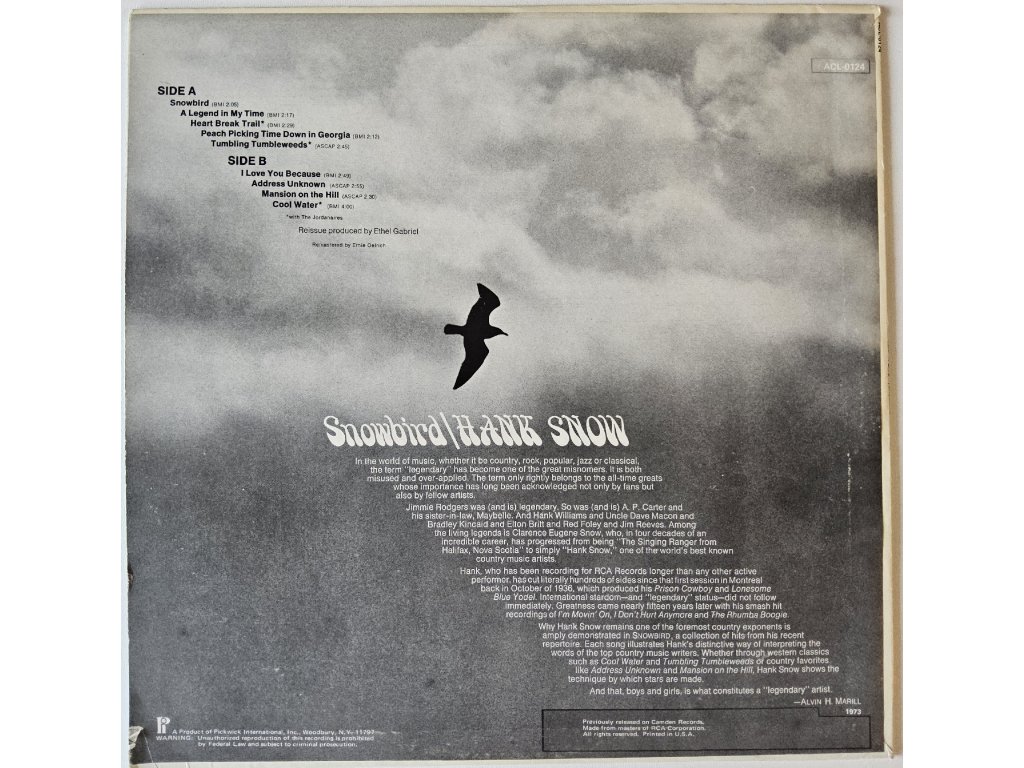 ACL-0124
SIDE A
Snowbird (BMI 2:05)
A Legend in My Time (BMI 2:17)
Heart Break Trail* (BMI 2:29)
Peach Picking Time Down in Georgia (BMI 2:12)
Tumbling Tumbleweeds* (ASCAP 2:45)
SIDE B
I Love You Because (BMI 2:49)
Address Unknown (ASCAP 2:55)
Mansion on the Hill (ASCAP 2:30)
Cool Water* (BMI 4:00)
*with The Jordanaires
Reissue produced by Ethel Gabriel
Remastered by Ernie Oelrich
Snowbird/HANK SNOW
In the world of music, whether it be country, rock, popular, jazz or classical,
the term "legendary" has become one of the great misnomers. It is both
misused and over-applied. The term only rightly belongs to the all-time greats
whose importance has long been acknowledged not only by fans but
also by fellow artists.
Jimmie Rodgers was (and is) legendary. So was (and is) A. P. Carter and
his sister-in-law, Maybelle. And Hank Williams and Uncle Dave Macon and
Bradley Kincaid and Elton Britt and Red Foley and Jim Reeves. Among
the living legends is Clarence Eugene Snow, who, in four decades of an
incredible career, has progressed from being "The Singing Ranger from
Halifax, Nova Scotia" to simply "Hank Snow," one of the world's best known
country music artists.
Hank, who has been recording for RCA Records longer than any other active
performer, has cut literally hundreds of sides since that first session in Montreal
back in October of 1936, which produced his Prison Cowboy and Lonesome
Blue Yodel. International stardom—and "legendary" status—did not follow
immediately. Greatness came nearly fifteen years later with his smash hit
recordings of I'm Movin' On, I Don't Hurt Anymore and The Rhumba Boogie.
Why Hank Snow remains one of the foremost country exponents is
amply demonstrated in SNOWBIRD, a collection of hits from his recent
repertoire. Each song illustrates Hank's distinctive way of interpreting the
words of the top country music writers. Whether through western classics
such as Cool Water and Tumbling Tumbleweeds or country favorites
like Address Unknown and Mansion on the Hill, Hank Snow shows the
technique by which stars are made.
And that, boys and girls, is what constitutes a "legendary" artist.
—ALVIN H. MARILL
1973
Previously released on Camden Records.
Made from masters of RCA Corporation.
All rights reserved. Printed in U.S.A.
A Product of Pickwick International, Inc., Woodbury, N.Y. 11797
WARNING: Unauthorized reproduction of this recording is prohibited
by Federal Law and subject to criminal prosecution.